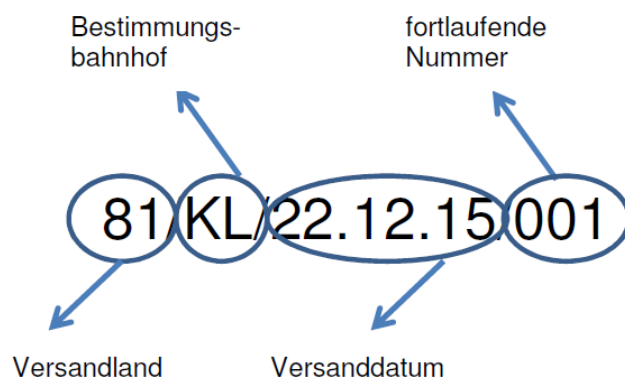 Bestimmungs-
bahnhof
fortlaufende
Nummer
81/KL/22.12.15/001
Versandland
Versanddatum